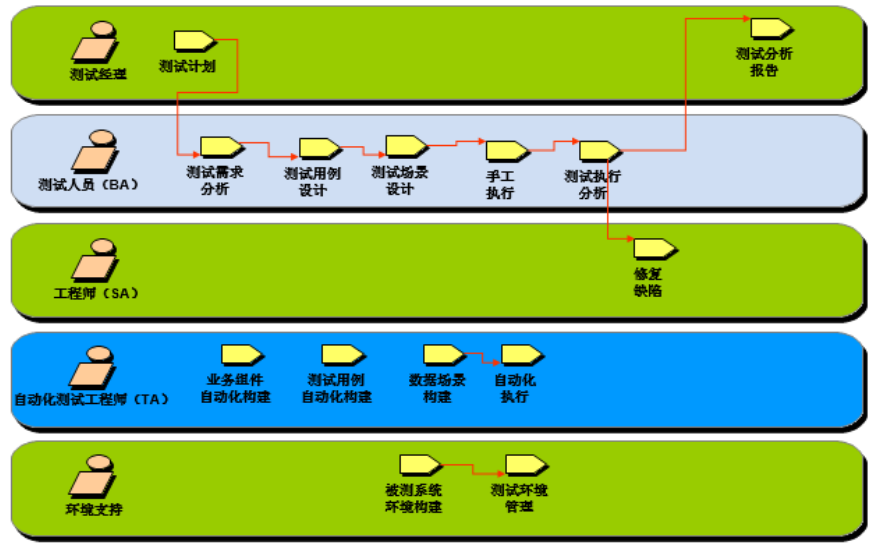 测试经理
测试计划
测试分析
报告
测试人员（BA）
测试需求
分析
测试用例
设计
测试场景
设计
手工
执行
测试执行
分析
工程师（SA）
修复
缺陷
自动化测试工程师（TA）
业务组件
自动化构建
测试用例
自动化构建
数据场景
构建
自动化
执行
环境支持
被测系统
环境构建
测试环境
管理